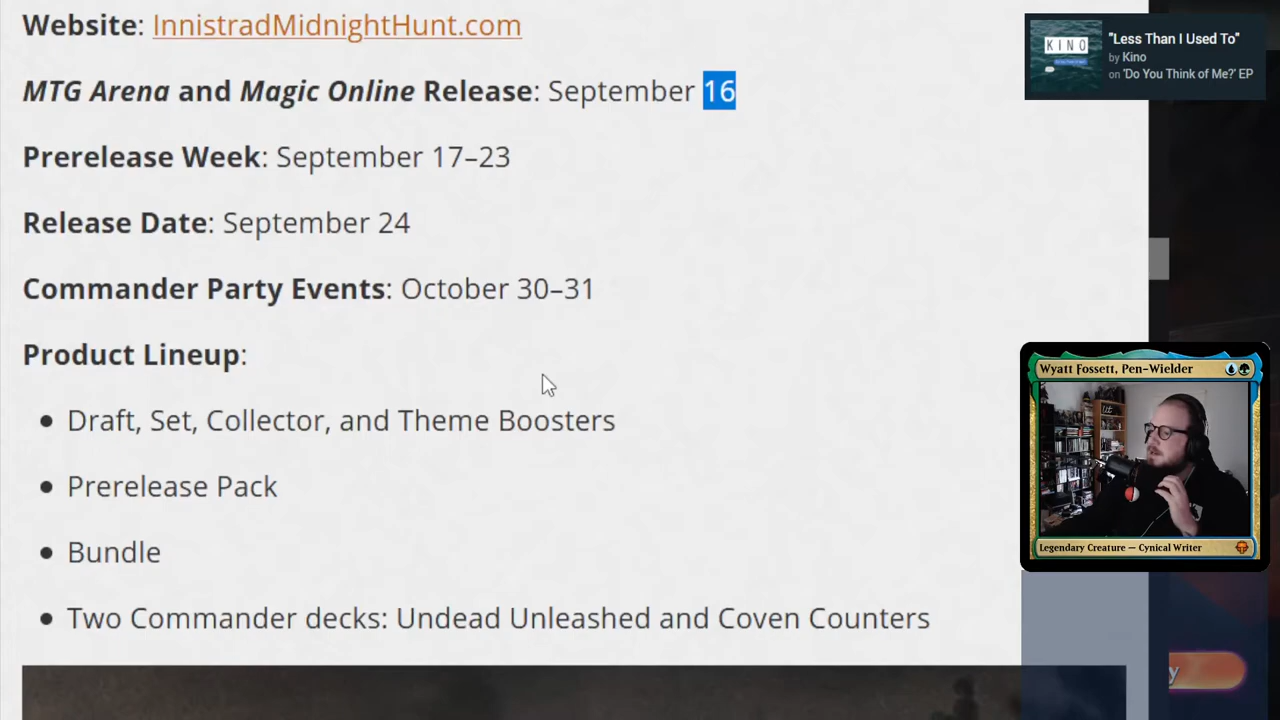 Website: InnistradMidnightHunt.com
MTG Arena and Magic Online Release: September 16
Prerelease Week: September 17–23
Release Date: September 24
Commander Party Events: October 30–31
Product Lineup:
• Draft, Set, Collector, and Theme Boosters
• Prerelease Pack
• Bundle
• Two Commander decks: Undead Unleashed and Coven Counters
KINO
"Less Than I Used To"
by Kino
on 'Do You Think of Me?' EP
Wyatt Fossett, Pen-Wielder
Legendary Creature — Cynical Writer
y